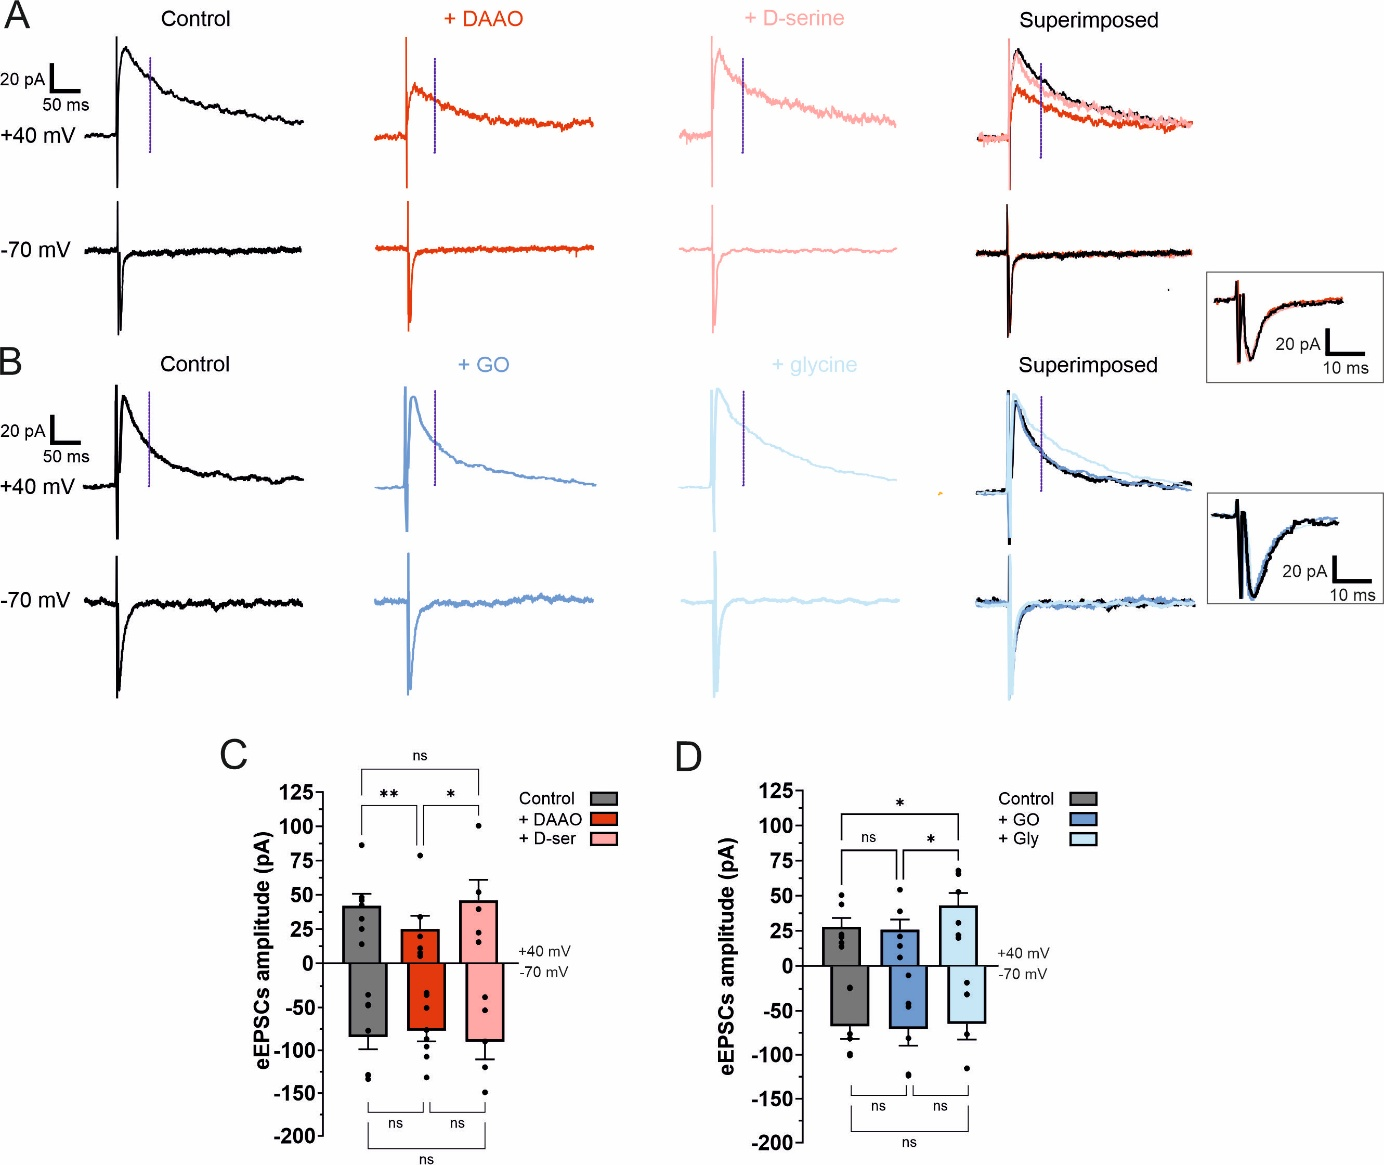 A
Control
+ DAAO
+ D-serine
Superimposed
20 pA
50 ms
+40 mV
-70 mV
20 pA
10 ms
B
Control
+ GO
+ glycine
Superimposed
20 pA
50 ms
+40 mV
-70 mV
20 pA
10 ms
C
ns
** *
Control
+ DAAO
+ D-ser
eEPSCs amplitude (pA)
125
100
75
50
25
0
-50
-100
-150
-200
+40 mV
-70 mV
ns ns
ns
D
*
ns *
Control
+ GO
+ Gly
eEPSCs amplitude (pA)
125
100
75
50
25
0
-50
-100
-150
-200
+40 mV
-70 mV
ns ns
ns